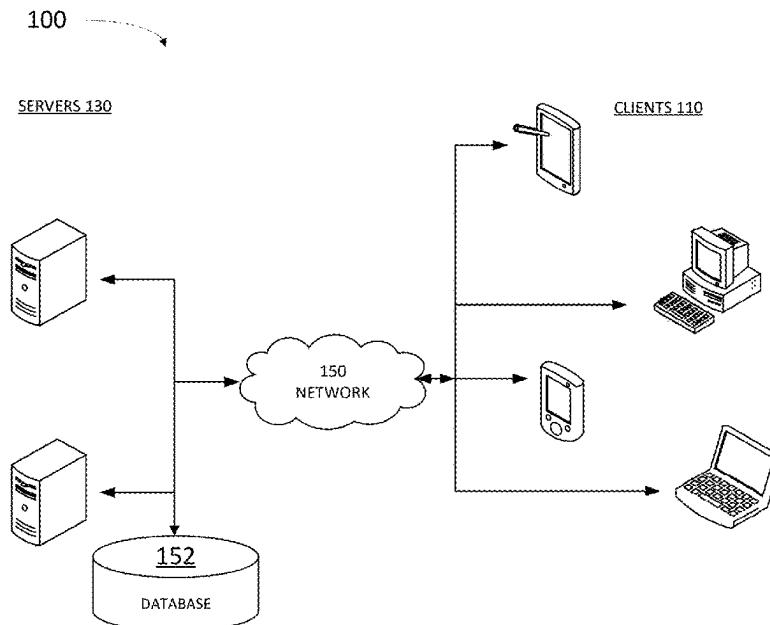 100
SERVERS 130
CLIENTS 110
150
NETWORK
152
DATABASE